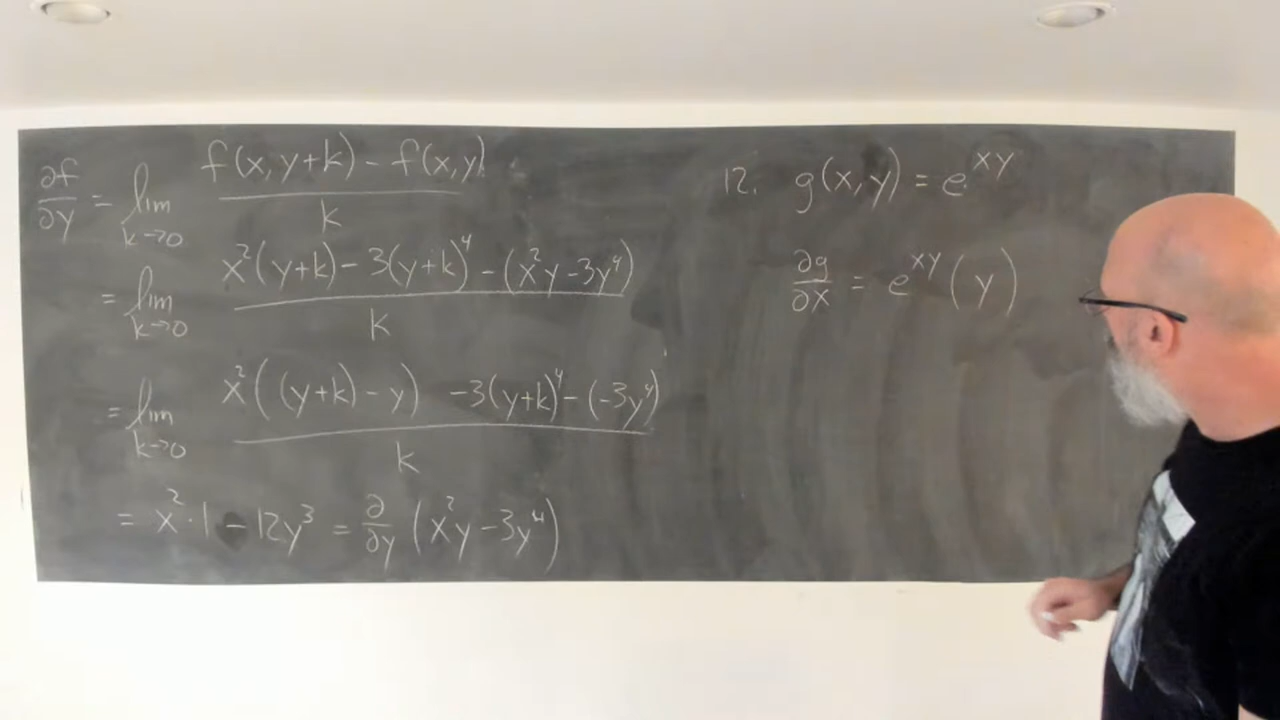 ∂f/∂y = lim k→0 (f(x, y+k) − f(x,y))/k
= lim k→0 (x²(y+k) − 3(y+k)⁴ − (x²y − 3y⁴))/k
= lim k→0 (x²((y+k) − y) −3(y+k)⁴ − (−3y⁴))/k
= x²·1 − 12y³ = ∂/∂y (x²y − 3y⁴)
12. g(x,y) = e^xy
∂g/∂x = e^xy (y)